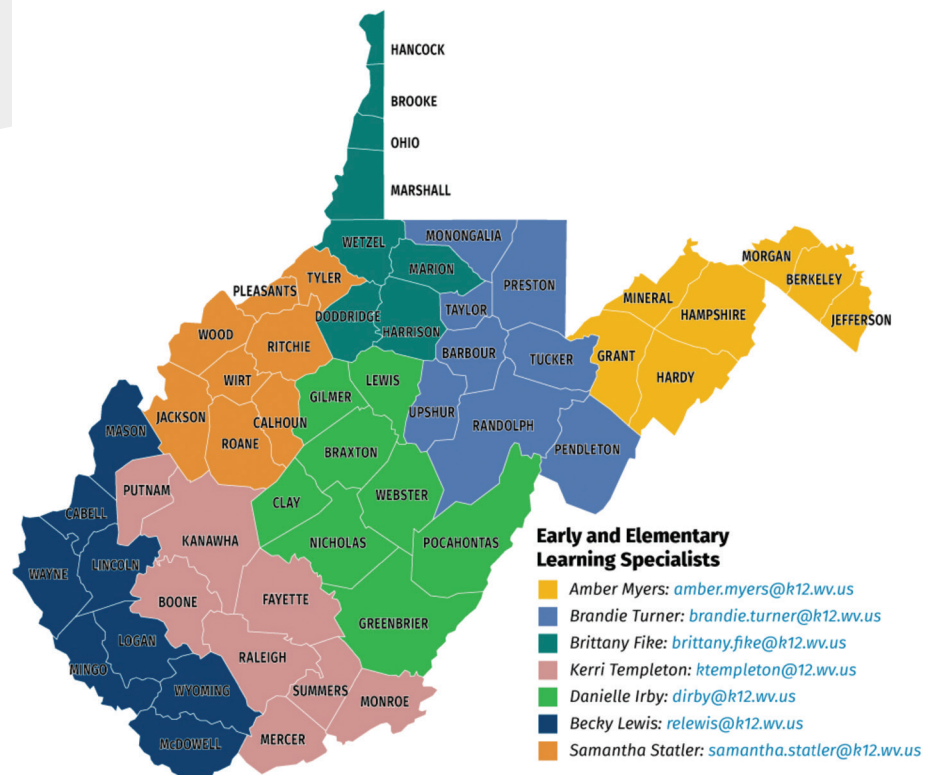 HANCOCK
BROOKE
OHIO
MARSHALL
WETZEL
MONONGALIA
MARION
PRESTON
TYLER
PLEASANTS
TAYLOR
DODDRIDGE
HARRISON
WOOD
RITCHIE
BARBOUR
TUCKER
MORGAN
BERKELEY
JEFFERSON
MINERAL
HAMPSHIRE
GRANT
HARDY
WIRT
LEWIS
GILMER
JACKSON
CALHOUN
ROANE
UPSHUR
RANDOLPH
MASON
BRAXTON
PENDLETON
PUTNAM
CLAY
WEBSTER
CABELL
KANAWHA
NICHOLAS
POCAHONTAS
WAYNE
LINCOLN
BOONE
FAYETTE
GREENBRIER
LOGAN
RALEIGH
MINGO
WYOMING
SUMMERS
MONROE
McDOWELL
MERCER
Early and Elementary
Learning Specialists
Amber Myers: amber.myers@k12.wv.us
Brandie Turner: brandie.turner@k12.wv.us
Brittany Fike: brittany.fike@k12.wv.us
Kerri Templeton: ktempleton@12.wv.us
Danielle Irby: dirby@k12.wv.us
Becky Lewis: relewis@k12.wv.us
Samantha Statler: samantha.statler@k12.wv.us